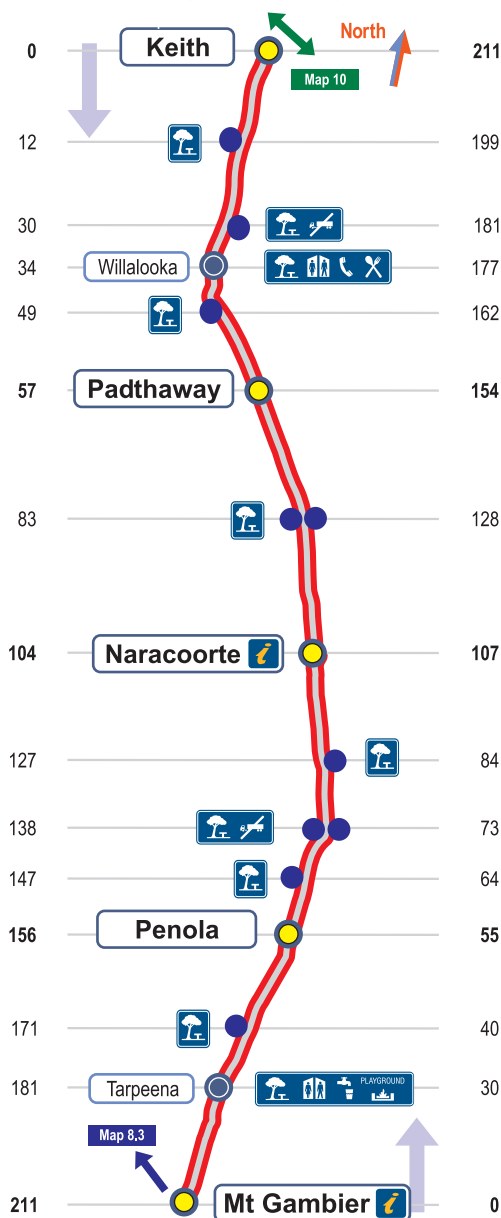 0 Keith North 211
Map 10
12 199
30 181
34 Willalooka 177
49 162
57 Padthaway 154
83 128
104 Naracoorte i 107
127 84
138 73
147 64
156 Penola 55
171 40
PLAYGROUND
181 Tarpeena 30
Map 8,3
211 Mt Gambier i 0